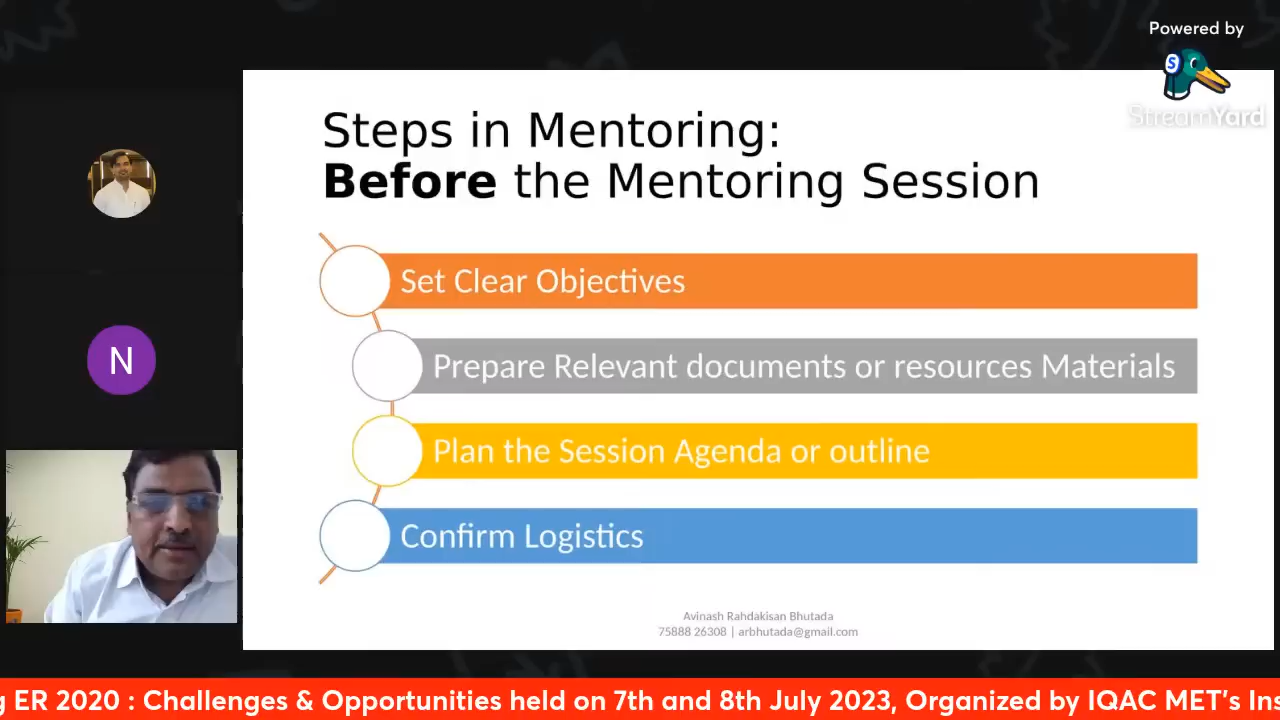 Powered by
StreamYard
Steps in Mentoring:
Before the Mentoring Session
Set Clear Objectives
Prepare Relevant documents or resources Materials
Plan the Session Agenda or outline
Confirm Logistics
N
Avinash Rahdakisan Bhutada
75888 26308 | arbhutada@gmail.com
ER 2020 : Challenges & Opportunities held on 7th and 8th July 2023, Organized by IQAC MET's